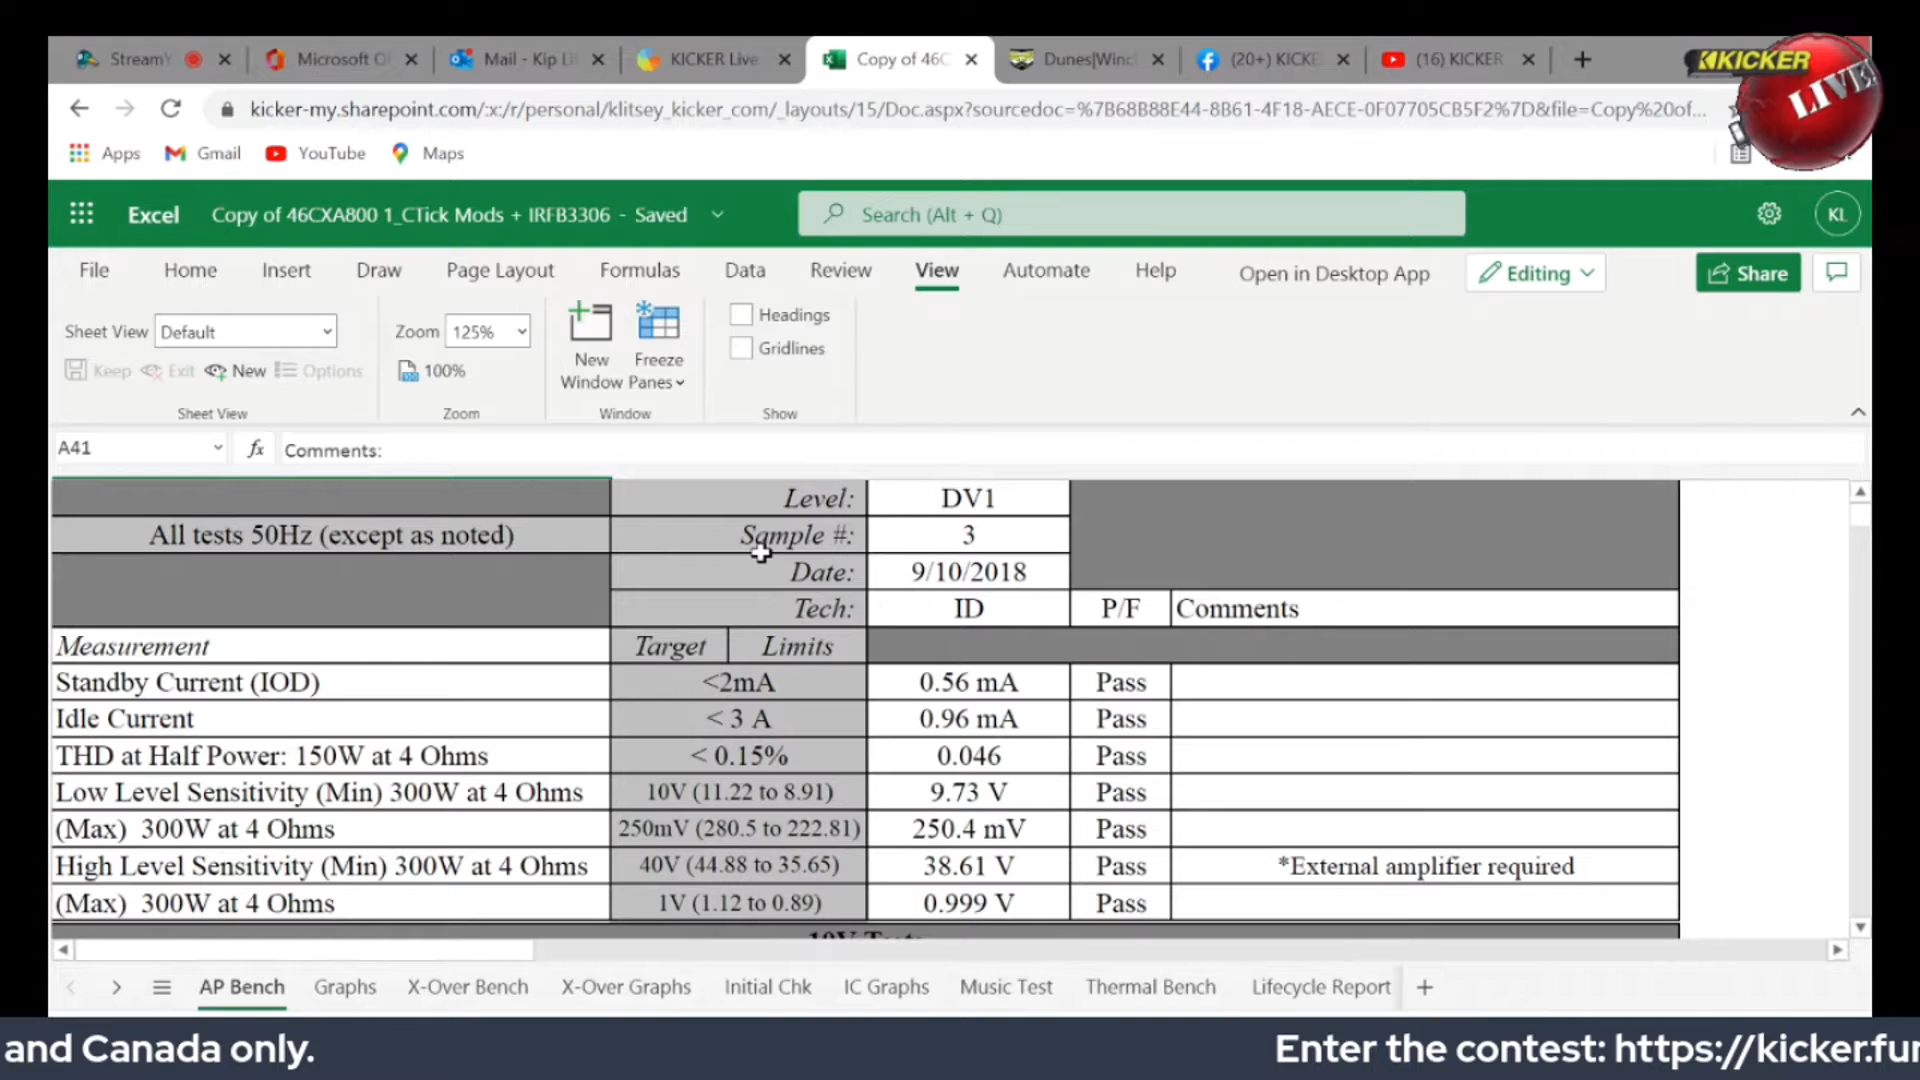 StreamY
Microsoft Of
Mail - Kip Li
KICKER Live
Copy of 46C
Dunes|Winc
(20+) KICKE
(16) KICKER
KICKER
LIVE
kicker-my.sharepoint.com/:x:/r/personal/klitsey_kicker_com/_layouts/15/Doc.aspx?sourcedoc=%7B68B88E44-8B61-4F18-AECE-0F07705CB5F2%7D&file=Copy%20of...
Apps Gmail YouTube Maps
Excel Copy of 46CXA800 1_CTick Mods + IRFB3306 - Saved Search (Alt + Q) KL
File Home Insert Draw Page Layout Formulas Data Review View Automate Help Open in Desktop App Editing Share
Sheet View Default Zoom 125% New Window Freeze Panes Headings
Gridlines
Keep Exit New Options 100%
Sheet View Zoom Window Show
A41 fx Comments:
Level: DV1
All tests 50Hz (except as noted) Sample #: 3
Date: 9/10/2018
Tech: ID P/F Comments
Measurement Target Limits
Standby Current (IOD) <2mA 0.56 mA Pass
Idle Current < 3 A 0.96 mA Pass
THD at Half Power: 150W at 4 Ohms < 0.15% 0.046 Pass
Low Level Sensitivity (Min) 300W at 4 Ohms 10V (11.22 to 8.91) 9.73 V Pass
(Max) 300W at 4 Ohms 250mV (280.5 to 222.81) 250.4 mV Pass
High Level Sensitivity (Min) 300W at 4 Ohms 40V (44.88 to 35.65) 38.61 V Pass *External amplifier required
(Max) 300W at 4 Ohms 1V (1.12 to 0.89) 0.999 V Pass
10V Tests
AP Bench Graphs X-Over Bench X-Over Graphs Initial Chk IC Graphs Music Test Thermal Bench Lifecycle Report
and Canada only. Enter the contest: https://kicker.fun